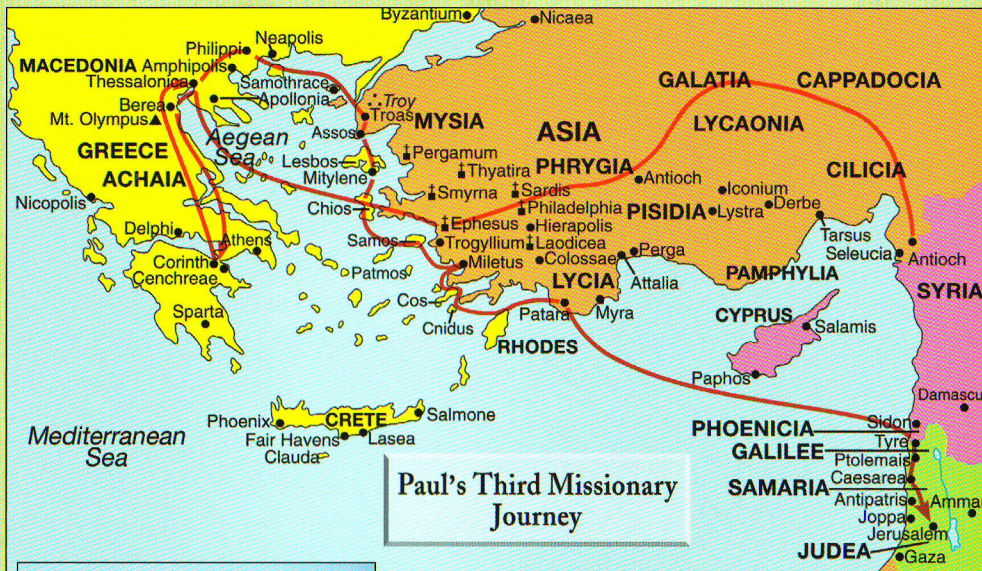 Byzantium
Nicaea
Neapolis
Philippi
MACEDONIA
Amphipolis
Thessalonica
Samothrace
Apollonia
Troy
Troas
GALATIA
CAPPADOCIA
Berea
Mt. Olympus
Aegean
Sea
Assos
MYSIA
ASIA
LYCAONIA
GREECE
Lesbos
Pergamum
PHRYGIA
CILICIA
ACHAIA
Mitylene
Thyatira
Antioch
Nicopolis
Smyrna
Sardis
Iconium
Chios
Philadelphia
PISIDIA
Lystra
Derbe
Delphi
Athens
Ephesus
Hierapolis
Tarsus
Samos
Trogyllium
Laodicea
Perga
Seleucia
Antioch
Corinth
Cenchreae
Patmos
Miletus
Colossae
Attalia
PAMPHYLIA
LYCIA
SYRIA
Cos
Sparta
Cnidus
Patara
Myra
CYPRUS
Salamis
RHODES
Paphos
Damascu
Phoenix
CRETE
Salmone
Sidon
PHOENICIA
Mediterranean
Sea
Fair Havens
Lasea
Clauda
Tyre
GALILEE
Ptolemais
Paul's Third Missionary
Journey
Caesarea
SAMARIA
Antipatris
Amman
Joppa
Jerusalem
JUDEA
Gaza